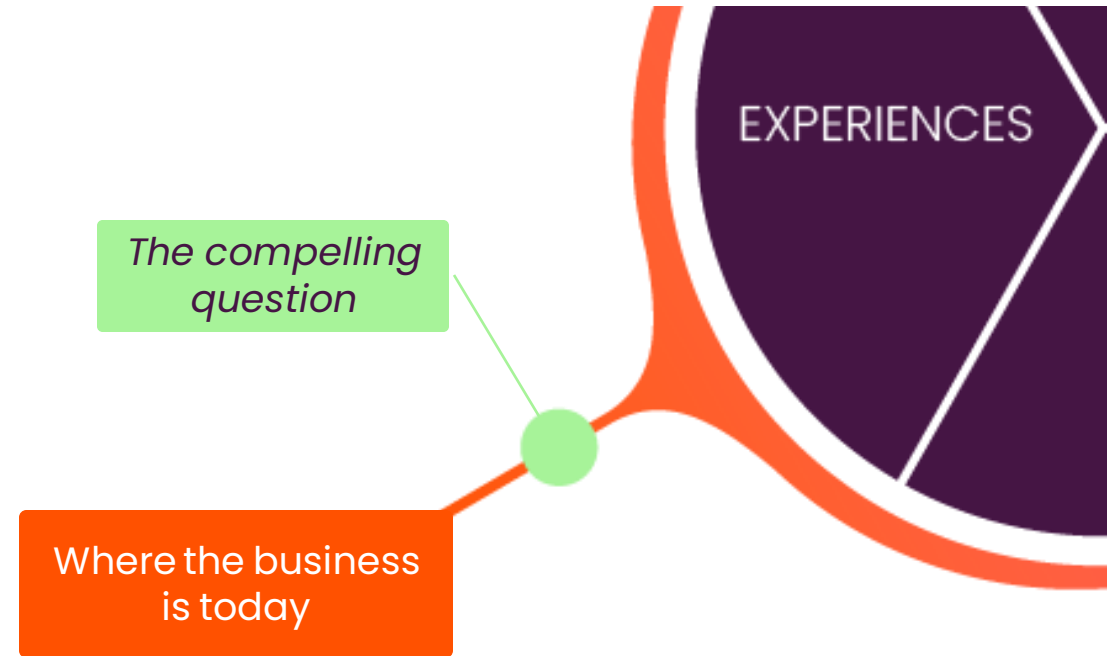 EXPERIENCES
The compelling
question
Where the business
is today